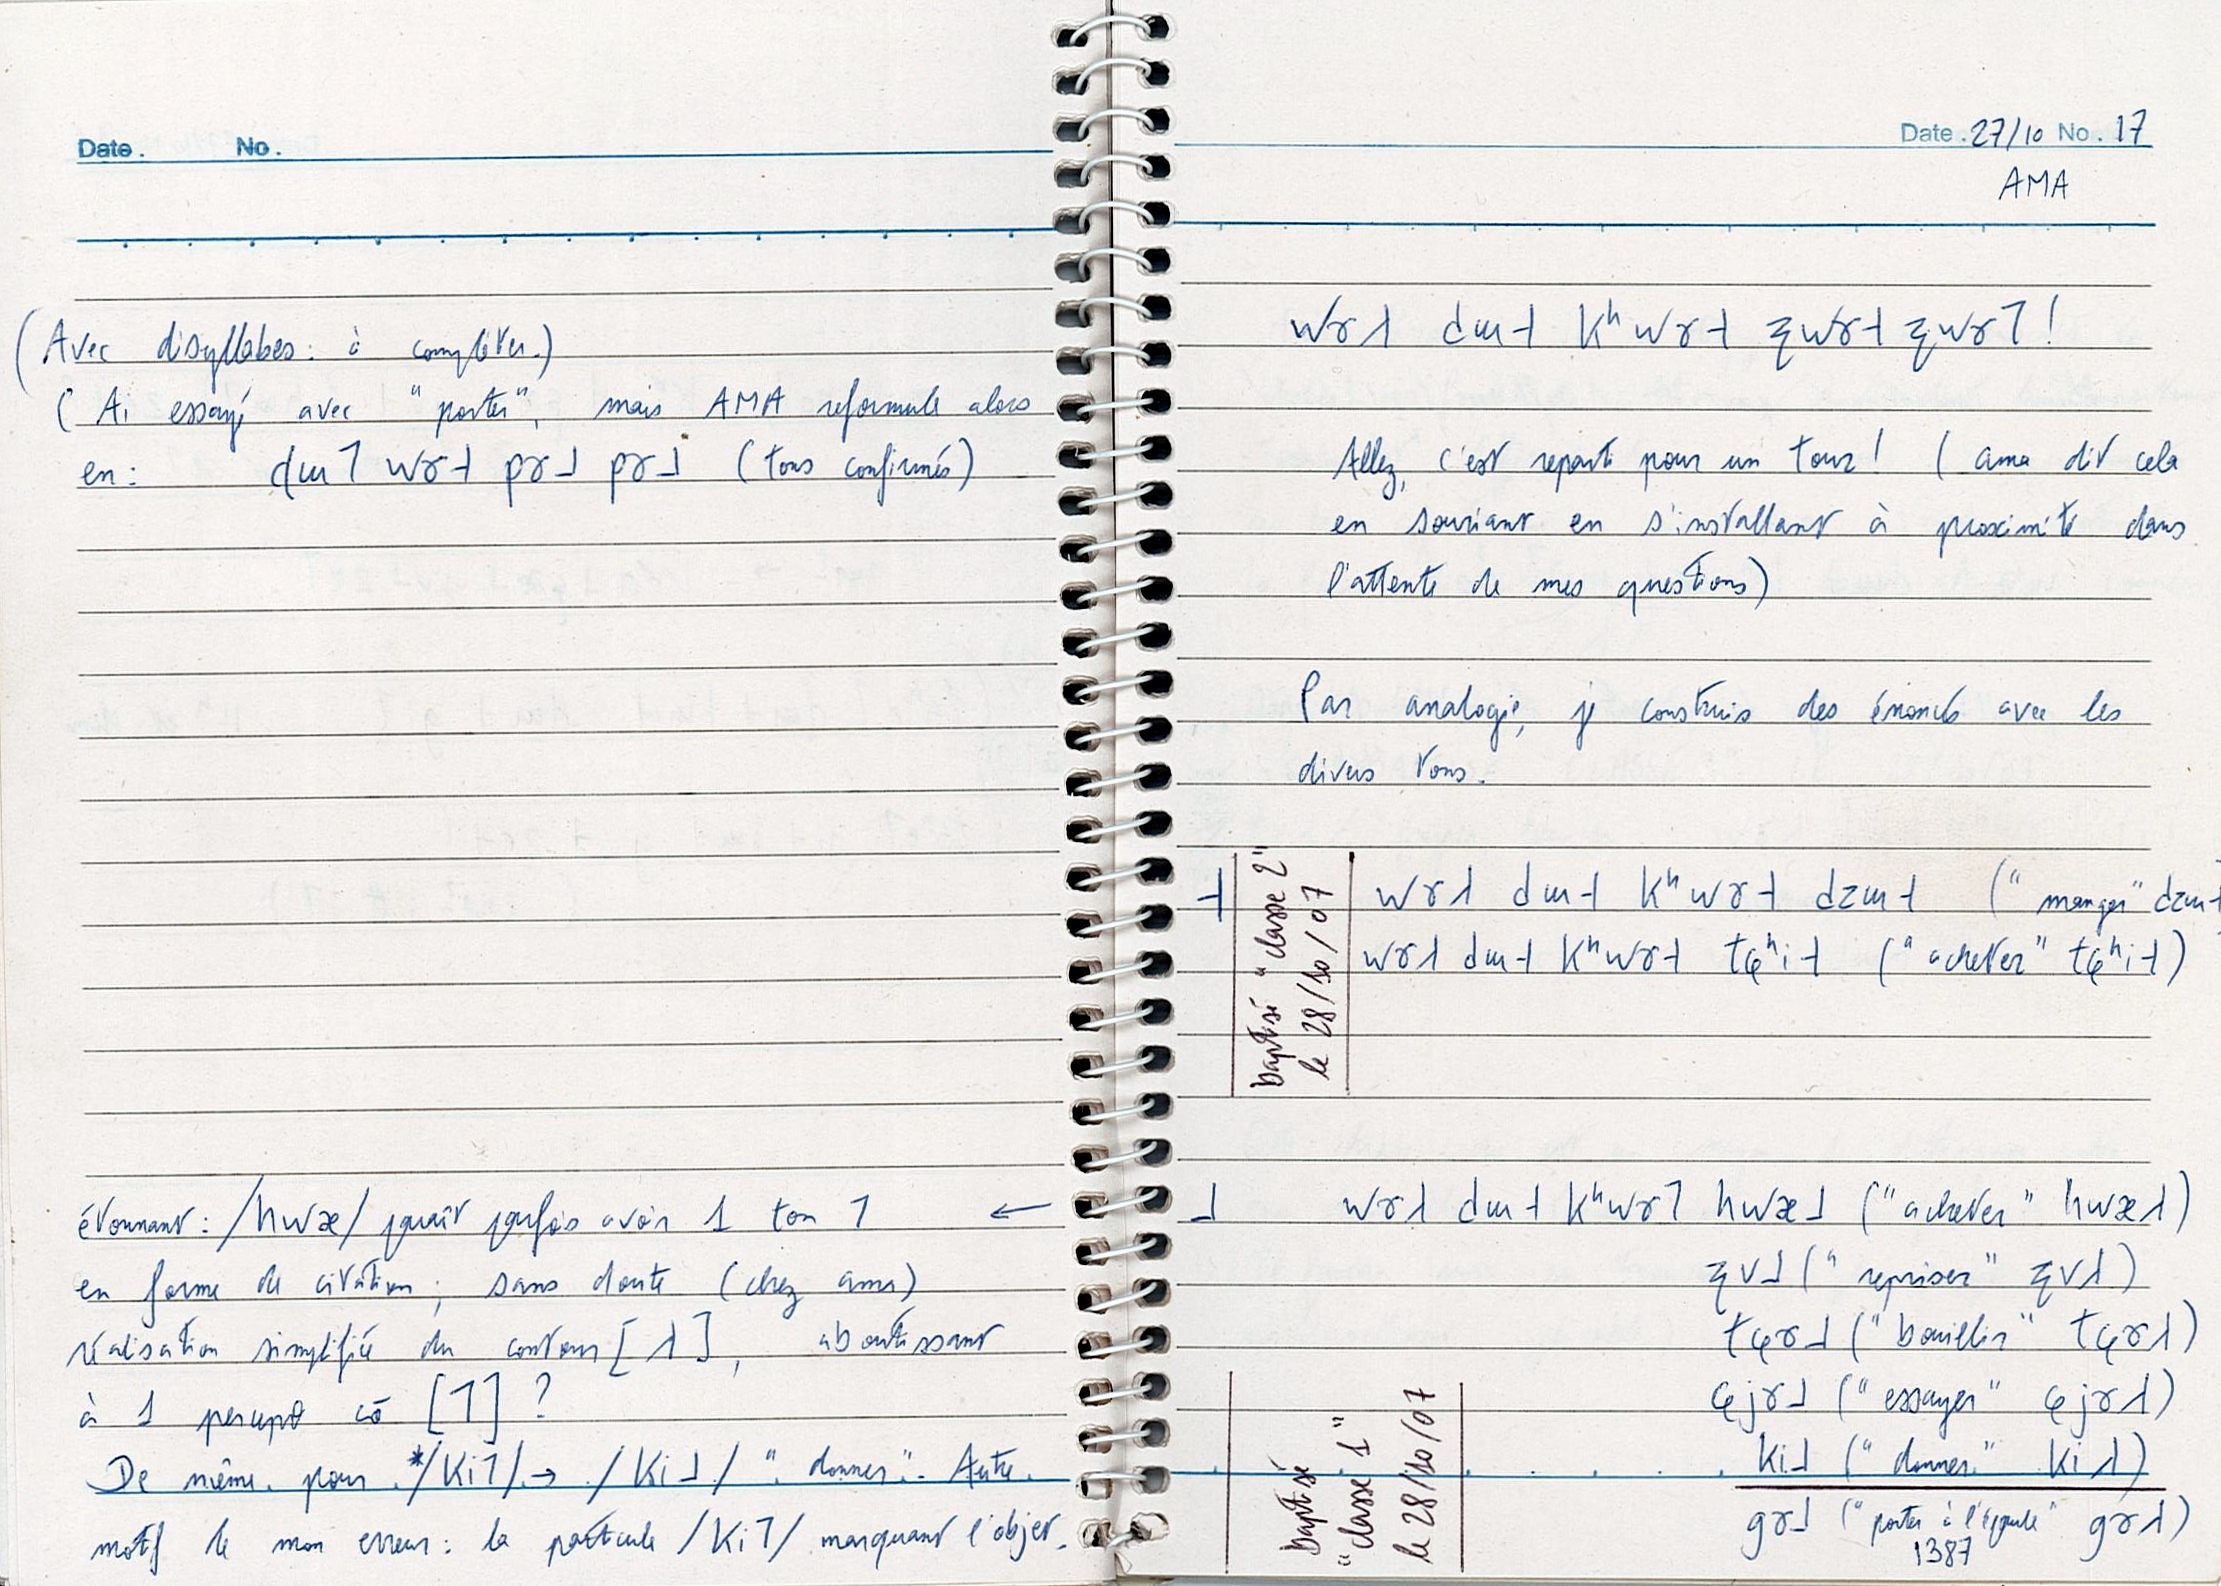 Date. No.
(Avec disyllabes : à compléter.)
(Ai essayé avec "porter", mais AMA reformule alors
en : dɯ˥ wɤ˧ pɤ˩ pɤ˩ (tons confirmés)
étonnant : /hwæ/ paraît parfois avoir 1 ton ˥
en forme de citation ; sans doute (chez ama)
réalisation simplifiée du contour [˩˥], aboutissant
à 1 percept cō [˥] ?
De même pour */ki˥/ → /ki˩/ "donner". Autre
motif de mon erreur : la particule /ki˥/ marquant l'objet.
Date. 27/10 No. 17
AMA
wɤ˩˥ dɯ˧ kʰwɤ˧ ʐwɤ˧ ʐwɤ˥ !
Allez, c'est reparti pour un tour ! (ama dit cela
en souriant en s'installant à proximité dans
l'attente de mes questions)
Par analogie, je construis des énoncés avec les
divers tons.
˧ baptisé "classe 2" le 28/10/07
wɤ˩˥ dɯ˧ kʰwɤ˧ dzɯ˧ ("manger" dzɯ˧
wɤ˩˥ dɯ˧ kʰwɤ˧ tɕʰi˧ ("acheter" tɕʰi˧)
← ˩ wɤ˩˥ dɯ˧ kʰwɤ˥ hwæ˩ ("acheter" hwæ˩˥)
ʐv˩ ("repriser" ʐv˩˥)
tɕɤ˩ ("bouillir" tɕɤ˩˥)
ɕjɤ˩ ("essayer" ɕjɤ˩˥)
ki˩ ("donner" ki˩˥)
gɤ˩ ("porter à l'épaule" gɤ˩˥)
1387
baptisé "classe 1" le 28/10/07